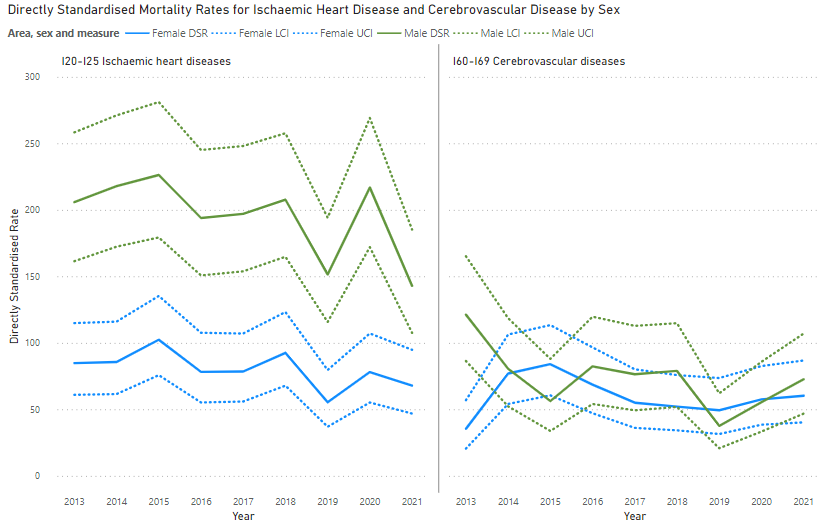 Directly Standardised Mortality Rates for Ischaemic Heart Disease and Cerebrovascular Disease by Sex
Area, sex and measure Female DSR Female LCI Female UCI Male DSR Male LCI Male UCI
I20-I25 Ischaemic heart diseases
I60-I69 Cerebrovascular diseases
300
250
200
150
100
50
0
Directly Standardised Rate
2013 2014 2015 2016 2017 2018 2019 2020 2021
Year
2013 2014 2015 2016 2017 2018 2019 2020 2021
Year